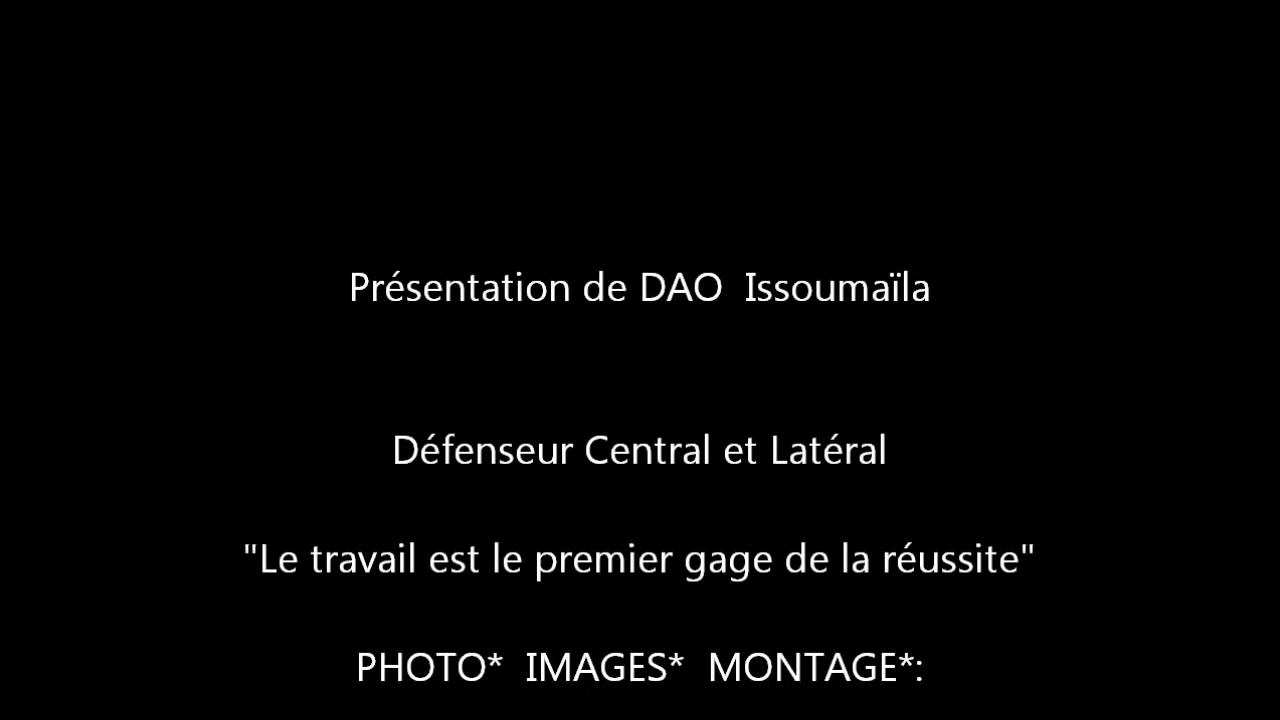 Présentation de DAO  Issoumaïla
Défenseur Central et Latéral
"Le travail est le premier gage de la réussite"
PHOTO*  IMAGES*  MONTAGE*: